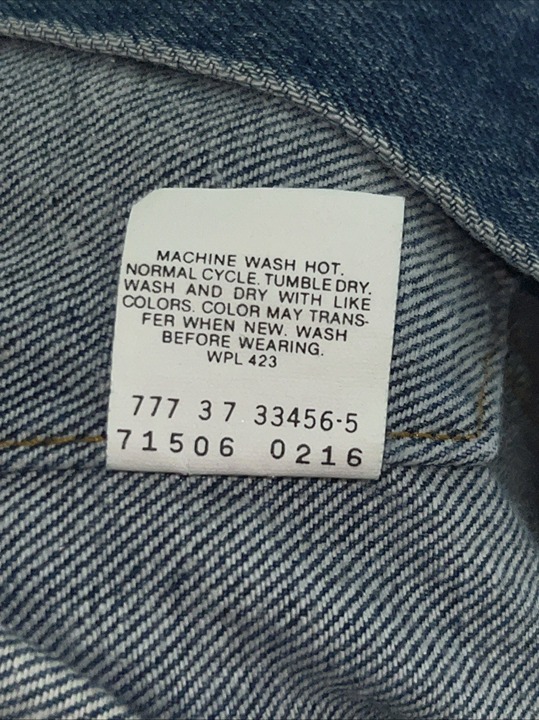 MACHINE WASH HOT.
NORMAL CYCLE. TUMBLE DRY.
WASH AND DRY WITH LIKE
COLORS. COLOR MAY TRANS-
FER WHEN NEW. WASH
BEFORE WEARING.
WPL 423
777 37 33456-5
71506 0216